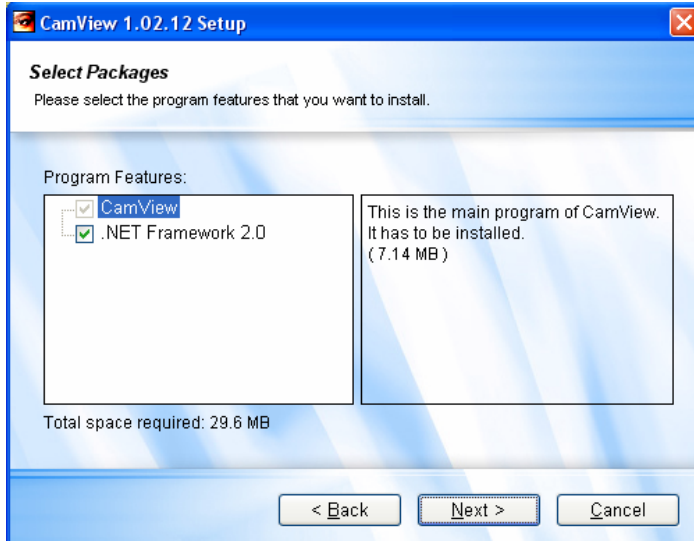 CamView 1.02.12 Setup
Select Packages
Please select the program features that you want to install.
Program Features:
CamView
.NET Framework 2.0
This is the main program of CamView.
It has to be installed.
( 7.14 MB )
Total space required: 29.6 MB
< Back
Next >
Cancel